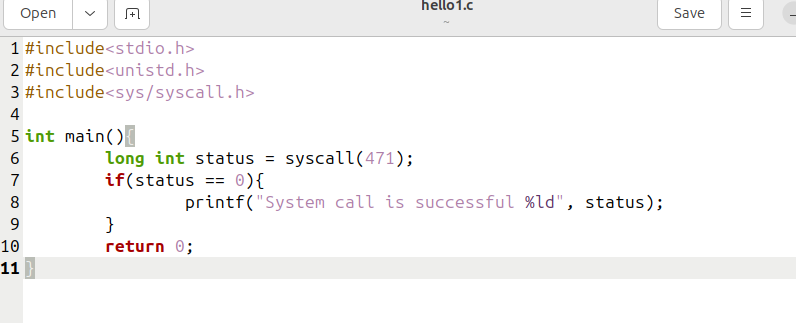 Open
hello1.c
~
Save
1 #include<stdio.h>
2 #include<unistd.h>
3 #include<sys/syscall.h>
4
5 int main(){
6         long int status = syscall(471);
7         if(status == 0){
8                 printf("System call is successful %ld", status);
9         }
10         return 0;
11 }